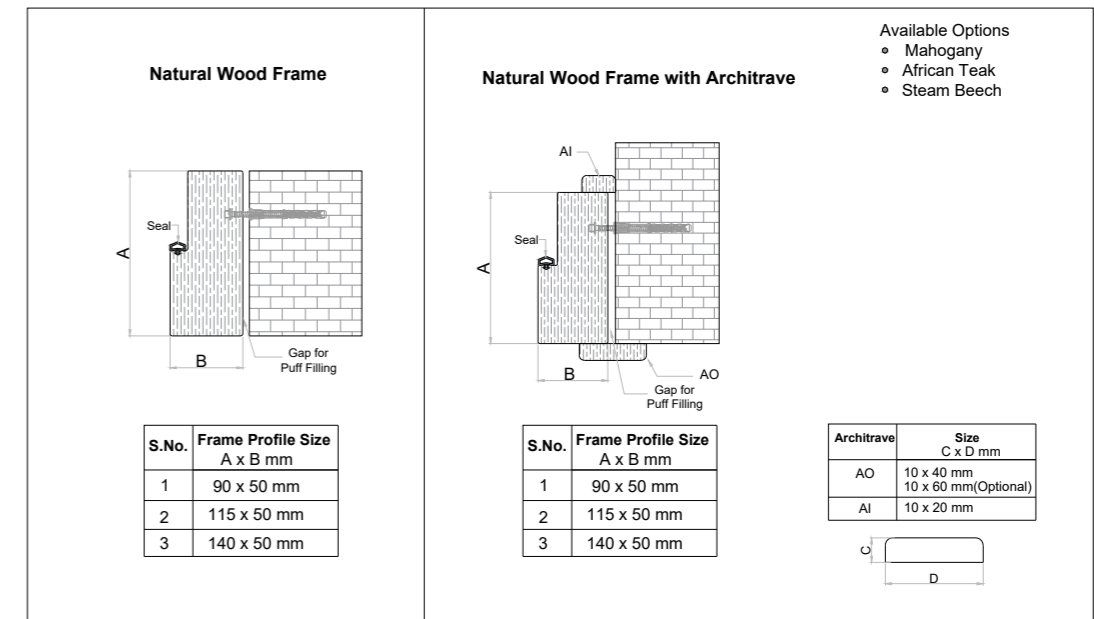 Natural Wood Frame
Seal
A
B
Gap for
Puff Filling
S.No. Frame Profile Size
A x B mm
1 90 x 50 mm
2 115 x 50 mm
3 140 x 50 mm
Natural Wood Frame with Architrave
Available Options
Mahogany
African Teak
Steam Beech
AI
Seal
A
B
AO
Gap for
Puff Filling
S.No. Frame Profile Size
A x B mm
1 90 x 50 mm
2 115 x 50 mm
3 140 x 50 mm
Architrave Size
C x D mm
AO 10 x 40 mm
10 x 60 mm(Optional)
AI 10 x 20 mm
C
D